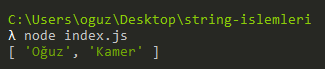 C:\Users\oguz\Desktop\string-islemleri
λ node index.js
[ 'Oğuz', 'Kamer' ]